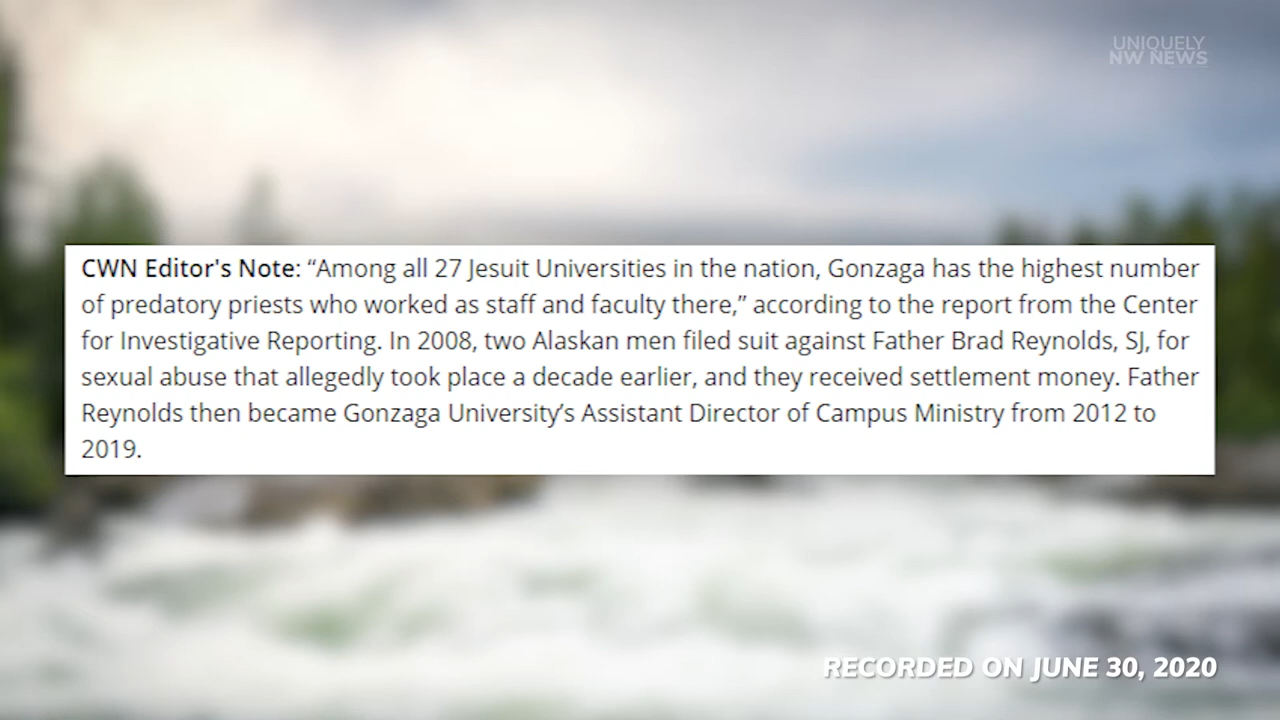 UNIQUELY
NW NEWS
CWN Editor's Note: “Among all 27 Jesuit Universities in the nation, Gonzaga has the highest number
of predatory priests who worked as staff and faculty there,” according to the report from the Center
for Investigative Reporting. In 2008, two Alaskan men filed suit against Father Brad Reynolds, SJ, for
sexual abuse that allegedly took place a decade earlier, and they received settlement money. Father
Reynolds then became Gonzaga University’s Assistant Director of Campus Ministry from 2012 to
2019.
RECORDED ON JUNE 30, 2020